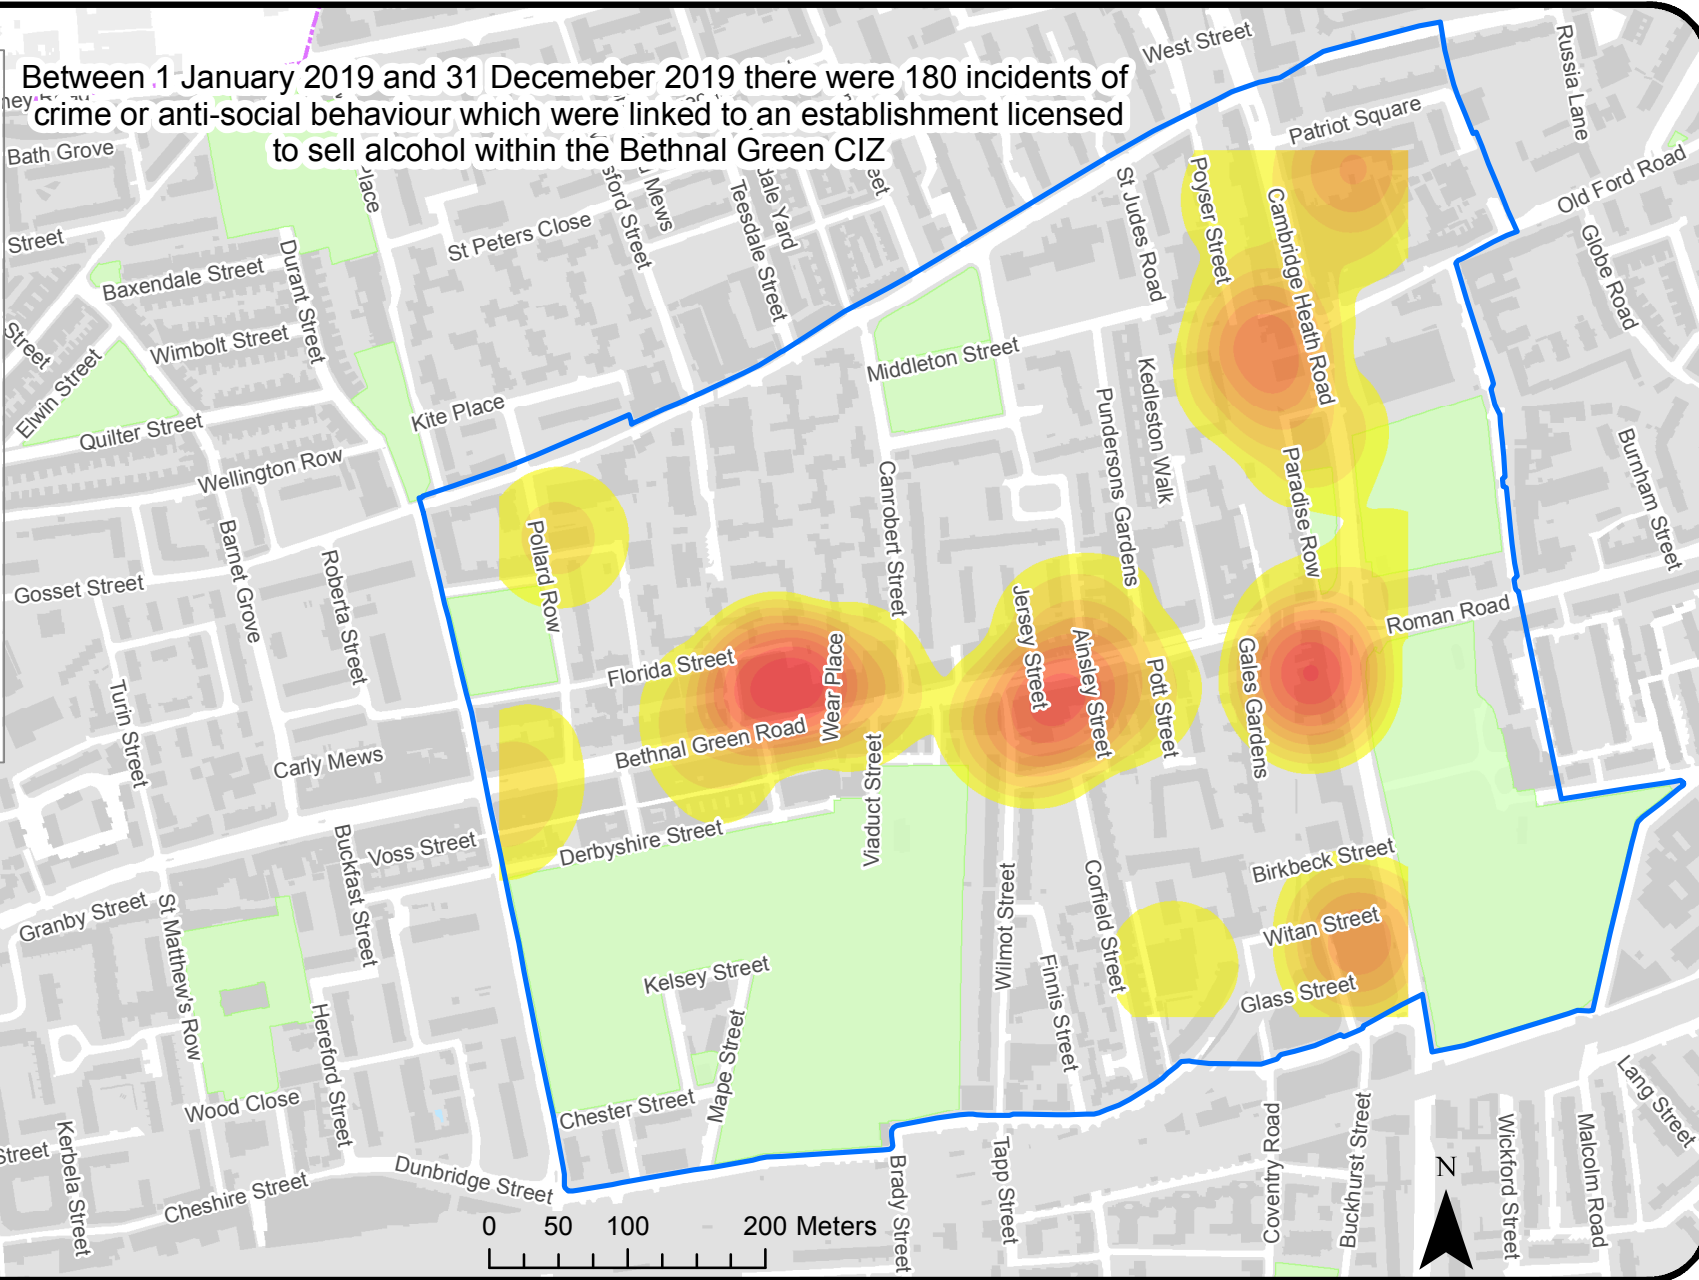 Between 1 January 2019 and 31 Decemeber 2019 there were 180 incidents of
crime or anti-social behaviour which were linked to an establishment licensed
to sell alcohol within the Bethnal Green CIZ
West Street
Russia Lane
Patriot Square
Old Ford Road
Bath Grove
Place
Mews
Teesdale Street
St Judes Road
Poyser Street
Cambridge Heath Road
Globe Road
Street
St Peters Close
Baxendale Street
Durant Street
Street
Wimbolt Street
Elwin Street
Middleton Street
Kite Place
Quilter Street
Pundersons Gardens
Kedleston Walk
Wellington Row
Canrobert Street
Paradise Row
Burnham Street
Barnet Grove
Pollard Row
Gosset Street
Roberta Street
Roman Road
Jersey Street
Ainsley Street
Florida Street
Wear Place
Gales Gardens
Pott Street
Turin Street
Bethnal Green Road
Carly Mews
Viaduct Street
Voss Street
Buckfast Street
Derbyshire Street
Birkbeck Street
Granby Street
St Matthew's Row
Wilmot Street
Corfield Street
Witan Street
Kelsey Street
Finnis Street
Glass Street
Hereford Street
Mape Street
Wood Close
Chester Street
Lang Street
Street
Kerbela Street
Cheshire Street
Dunbridge Street
Brady Street
Tapp Street
Coventry Road
Buckhurst Street
Wickford Street
Malcolm Road
N
0 50 100 200 Meters